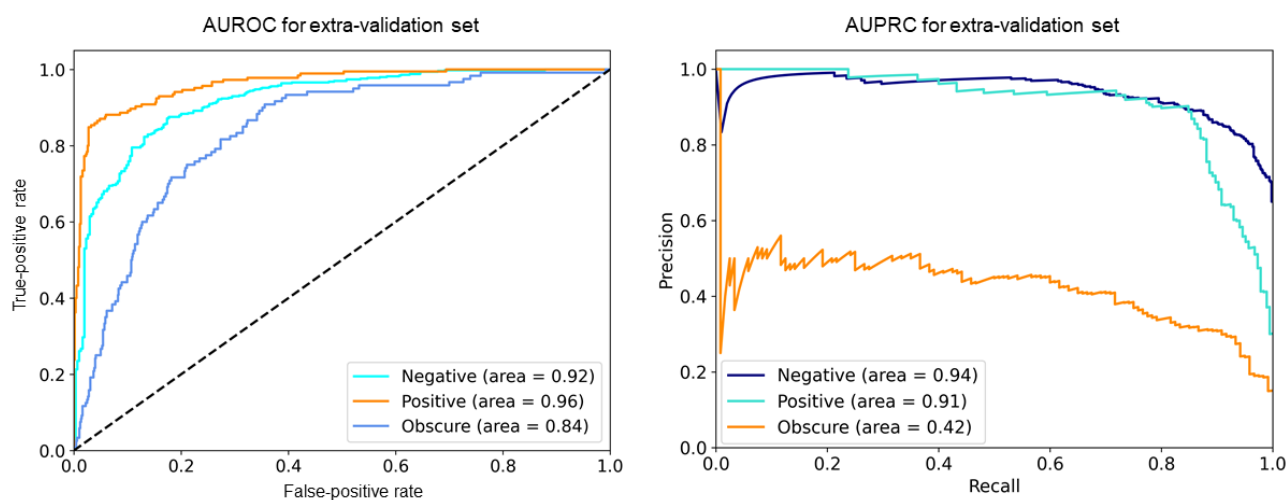 AUROC for extra-validation set
True-positive rate
1.0
0.8
0.6
0.4
0.2
0.0
Negative (area = 0.92)
Positive (area = 0.96)
Obscure (area = 0.84)
0.0 0.2 0.4 0.6 0.8 1.0
False-positive rate
AUPRC for extra-validation set
Precision
1.0
0.8
0.6
0.4
0.2
0.0
Negative (area = 0.94)
Positive (area = 0.91)
Obscure (area = 0.42)
0.0 0.2 0.4 0.6 0.8 1.0
Recall